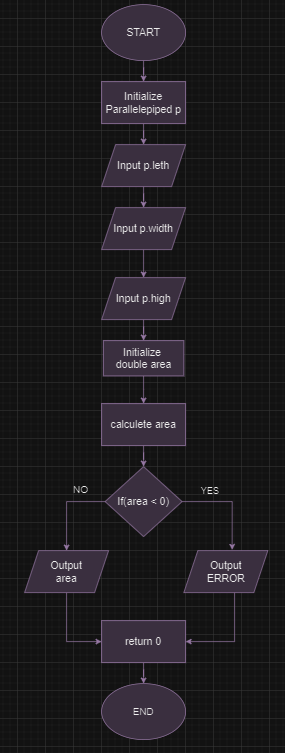 START
Initialize
Parallelepiped p
Input p.leth
Input p.width
Input p.high
Initialize
double area
calculete area
If(area < 0)
NO
YES
Output
area
Output
ERROR
return 0
END